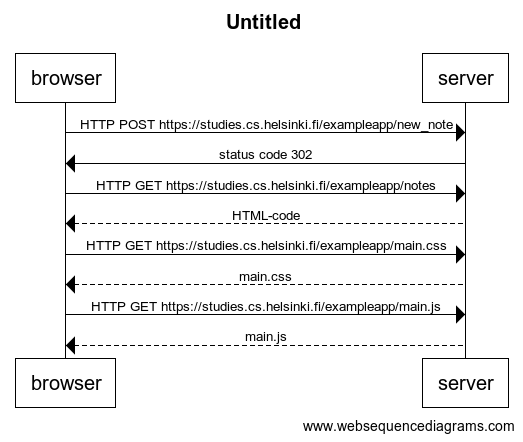 Untitled
browser server
HTTP POST https://studies.cs.helsinki.fi/exampleapp/new_note
status code 302
HTTP GET https://studies.cs.helsinki.fi/exampleapp/notes
HTML-code
HTTP GET https://studies.cs.helsinki.fi/exampleapp/main.css
main.css
HTTP GET https://studies.cs.helsinki.fi/exampleapp/main.js
main.js
browser server
www.websequencediagrams.com